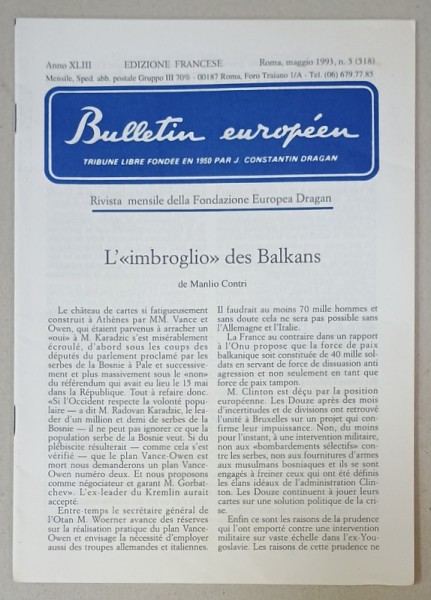 Anno XLIII EDIZIONE FRANCESE Roma, maggio 1993, n. 5 (518)
Mensile, Sped. abb. postale Gruppo III 70% - 00187 Roma, Foro Traiano 1/A - Tel. (06) 679.77.85
Bulletin européen
TRIBUNE LIBRE FONDEE EN 1950 PAR J. CONSTANTIN DRAGAN
Rivista mensile della Fondazione Europea Dragan
L'«imbroglio» des Balkans
de Manlio Contri
Le château de cartes si fatigueusement
construit à Athènes par MM. Vance et
Owen, qui étaient parvenus à arracher un
«oui» à M. Karadzic s'est misérablement
écroulé, d'abord sous les coups des
députés du parlement proclamé par les
serbes de la Bosnie à Pale et successive-
ment et plus massivement sous le «non»
du référendum qui avait eu lieu le 15 mai
dans la République. Tout à refaire donc.
«Si l'Occident respecte la volonté popu-
laire — a dit M. Radovan Karadzic, le lea-
der d'un million et demi de serbes de la
Bosnie — il ne peut pas ignorer ce que la
population serbe de la Bosnie veut. Si du
plébiscite résulterait — comme cela s'est
vérifié — que le plan Vance-Owen est
mort nous demanderons un plan Vance-
Owen numéro deux. Et nous proposons
comme négociateur et garant M. Gorbat-
chev». L'ex-leader du Kremlin aurait
accepté.
Entre-temps le secrétaire général de
l'Otan M. Woerner avance des réserves
sur la réalisation pratique du plan Vance-
Owen et envisage la nécessité d'employer
aussi des troupes allemandes et italiennes.
Il faudrait au moins 70 mille hommes et
sans doute cela ne sera pas possible sans
l'Allemagne et l'Italie.
La France au contraire dans un rapport
à l'Onu propose que la force de paix
balkanique soit constituée de 40 mille sol-
dats en servant de force de dissuasion anti
agression et non seulement en tant que
force de paix tampon.
M. Clinton est déçu par la position
européenne. Les Douze après des mois
d'incertitudes et de divisions ont retrouvé
l'unité à Bruxelles sur un projet qui con-
firme leur impuissance. Non, du moins
pour l'instant, à une intervention militaire,
non aux «bombardements sélectifs» con-
tre les serbes, non aux fournitures d'armes
aux musulmans bosniaques et ils se sont
engagés à freiner ceux qui ont été définis
les élans idéaux de l'administration Clin-
ton. Les Douze continuent à jouer leurs
cartes sur une solution politique de la cri-
se.
Enfin ce sont les raisons de la prudence
qui l'ont emporté contre une intervention
militaire sur vaste échelle dans l'ex-You-
goslavie. Les raisons de cette prudence ne